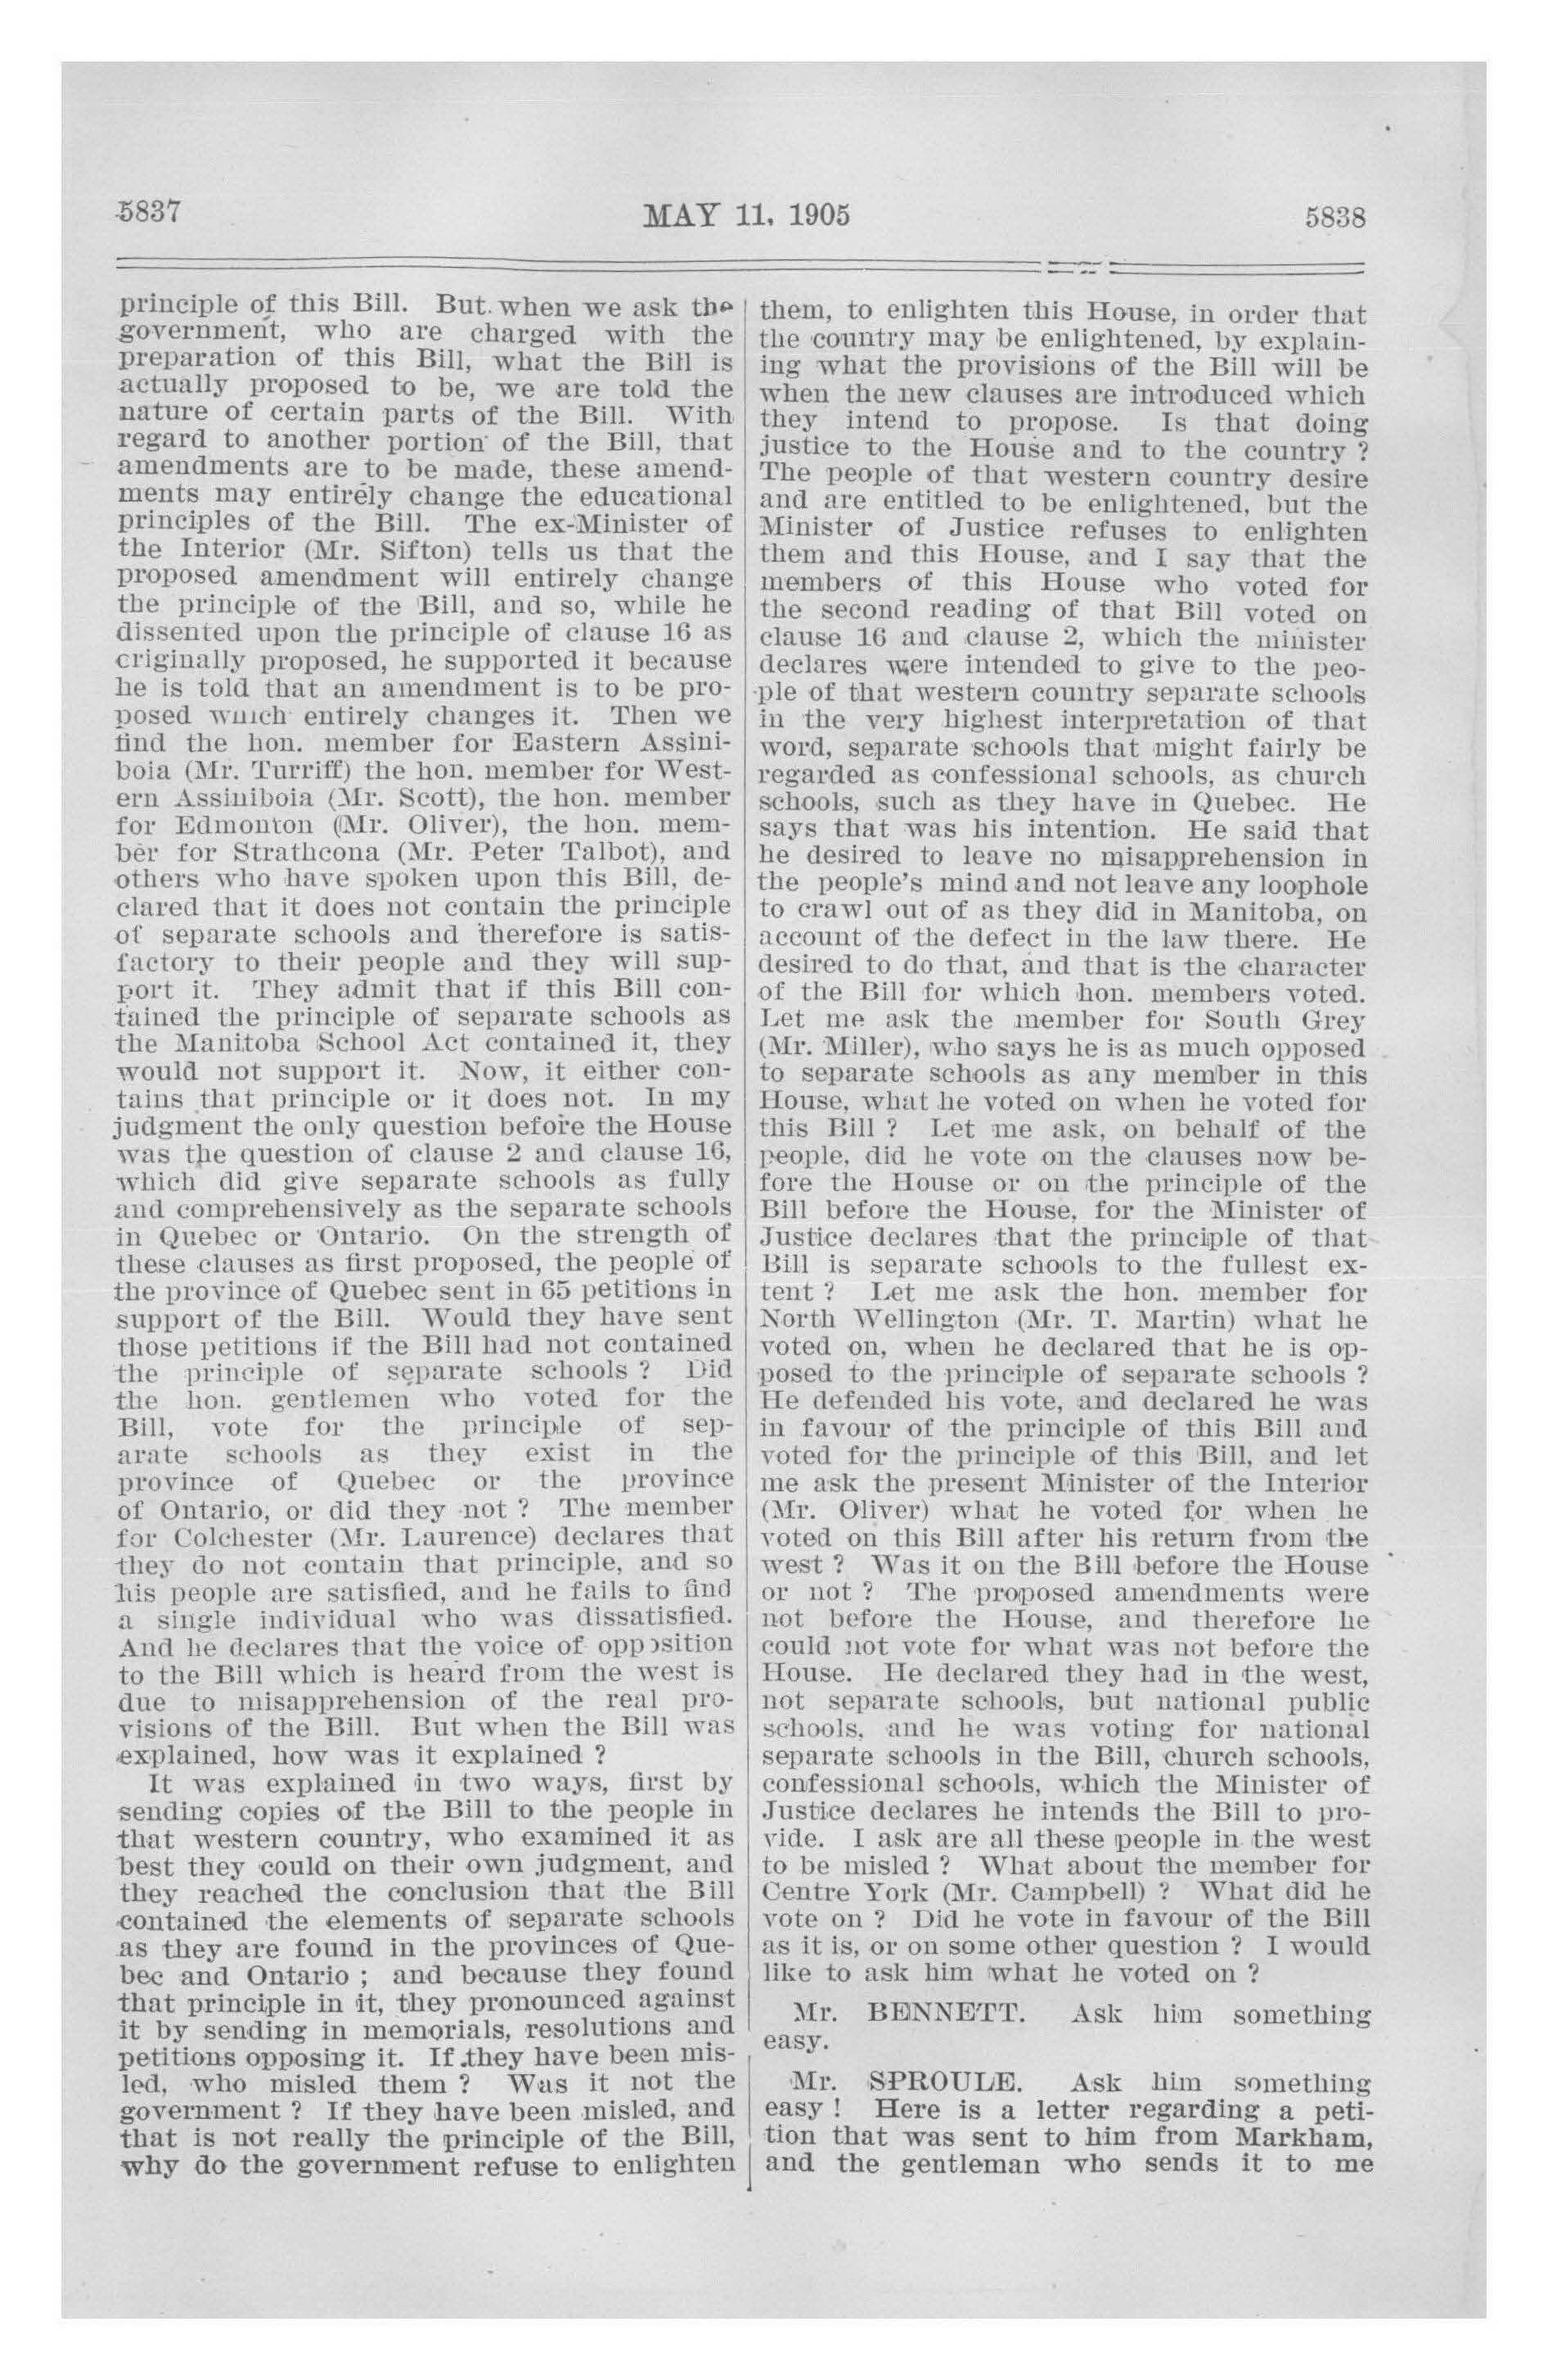 5837
MAY 11, 1905
5838
principle of this Bill. But when we ask the
government, who are charged with the
preparation of this Bill, what the Bill is
actually proposed to be, we are told the
nature of certain parts of the Bill. With
regard to another portion of the Bill, that
amendments are to be made, these amend-
ments may entirely change the educational
principles of the Bill. The ex-Minister of
the Interior (Mr. Sifton) tells us that the
proposed amendment will entirely change
the principle of the Bill, and so, while he
dissented upon the principle of clause 16 as
criginally proposed, he supported it because
he is told that an amendment is to be pro-
posed which entirely changes it. Then we
find the hon. member for Eastern Assini-
boia (Mr. Turriff) the hon. member for West-
ern Assiniboia (Mr. Scott), the hon. member
for Edmonton (Mr. Oliver), the hon. mem-
ber for Strathcona (Mr. Peter Talbot), and
others who have spoken upon this Bill, de-
clared that it does not contain the principle
of separate schools and therefore is satis-
factory to their people and they will sup-
port it. They admit that if this Bill con-
tained the principle of separate schools as
the Manitoba School Act contained it, they
would not support it. Now, it either con-
tains that principle or it does not. In my
judgment the only question before the House
was the question of clause 2 and clause 16,
which did give separate schools as fully
and comprehensively as the separate schools
in Quebec or Ontario. On the strength of
these clauses as first proposed, the people of
the province of Quebec sent in 65 petitions in
support of the Bill. Would they have sent
those petitions if the Bill had not contained
the principle of separate schools ? Did
the hon. gentlemen who voted for the
Bill, vote for the principle of sep-
arate schools as they exist in the
province of Quebec or the province
of Ontario, or did they not ? The member
for Colchester (Mr. Laurence) declares that
they do not contain that principle, and so
his people are satisfied, and he fails to find
a single individual who was dissatisfied.
And he declares that the voice of opposition
to the Bill which is heard from the west is
due to misapprehension of the real pro-
visions of the Bill. But when the Bill was
explained, how was it explained ?
It was explained in two ways, first by
sending copies of the Bill to the people in
that western country, who examined it as
best they could on their own judgment, and
they reached the conclusion that the Bill
contained the elements of separate schools
as they are found in the provinces of Que-
bec and Ontario ; and because they found
that principle in it, they pronounced against
it by sending in memorials, resolutions and
petitions opposing it. If they have been mis-
led, who misled them ? Was it not the
government ? If they have been misled, and
that is not really the principle of the Bill,
why do the government refuse to enlighten
them, to enlighten this House, in order that
the country may be enlightened, by explain-
ing what the provisions of the Bill will be
when the new clauses are introduced which
they intend to propose. Is that doing
justice to the House and to the country ?
The people of that western country desire
and are entitled to be enlightened, but the
Minister of Justice refuses to enlighten
them and this House, and I say that the
members of this House who voted for
the second reading of that Bill voted on
clause 16 and clause 2, which the minister
declares were intended to give to the peo-
ple of that western country separate schools
in the very highest interpretation of that
word, separate schools that might fairly be
regarded as confessional schools, as church
schools, such as they have in Quebec. He
says that was his intention. He said that
he desired to leave no misapprehension in
the people's mind and not leave any loophole
to crawl out of as they did in Manitoba, on
account of the defect in the law there. He
desired to do that, and that is the character
of the Bill for which hon. members voted.
Let me ask the member for South Grey
(Mr. Miller), who says he is as much opposed
to separate schools as any member in this
House, what he voted on when he voted for
this Bill ? Let me ask, on behalf of the
people, did he vote on the clauses now be-
fore the House or on the principle of the
Bill before the House, for the Minister of
Justice declares that the principle of that
Bill is separate schools to the fullest ex-
tent ? Let me ask the hon. member for
North Wellington (Mr. T. Martin) what he
voted on, when he declared that he is op-
posed to the principle of separate schools ?
He defended his vote, and declared he was
in favour of the principle of this Bill and
voted for the principle of this Bill, and let
me ask the present Minister of the Interior
(Mr. Oliver) what he voted for when he
voted on this Bill after his return from the
west ? Was it on the Bill before the House
or not ? The proposed amendments were
not before the House, and therefore he
could not vote for what was not before the
House. He declared they had in the west,
not separate schools, but national public
schools, and he was voting for national
separate schools in the Bill, church schools,
confessional schools, which the Minister of
Justice declares he intends the Bill to pro-
vide. I ask are all these people in the west
to be misled ? What about the member for
Centre York (Mr. Campbell) ? What did he
vote on ? Did he vote in favour of the Bill
as it is, or on some other question ? I would
like to ask him what he voted on ?
Mr. BENNETT. Ask him something
easy.
Mr. SPROULE. Ask him something
easy ! Here is a letter regarding a peti-
tion that was sent to him from Markham,
and the gentleman who sends it to me